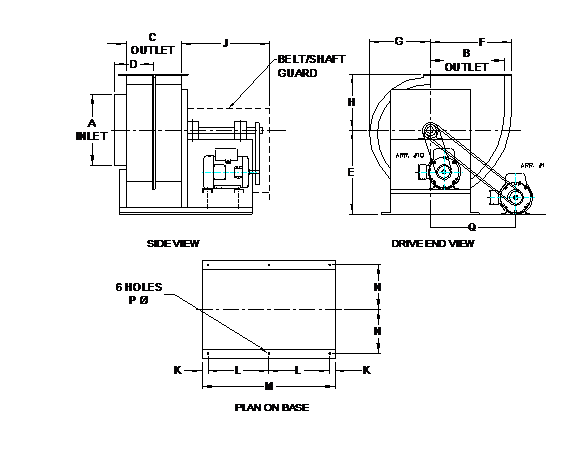 C
OUTLET
J
D
BELT/SHAFT
GUARD
A
INLET
SIDE VIEW
G
F
B
OUTLET
H
E
ARR. #10
ARR. #1
Q
DRIVE END VIEW
6 HOLES
P Ø
N
N
K
L
L
K
M
PLAN ON BASE